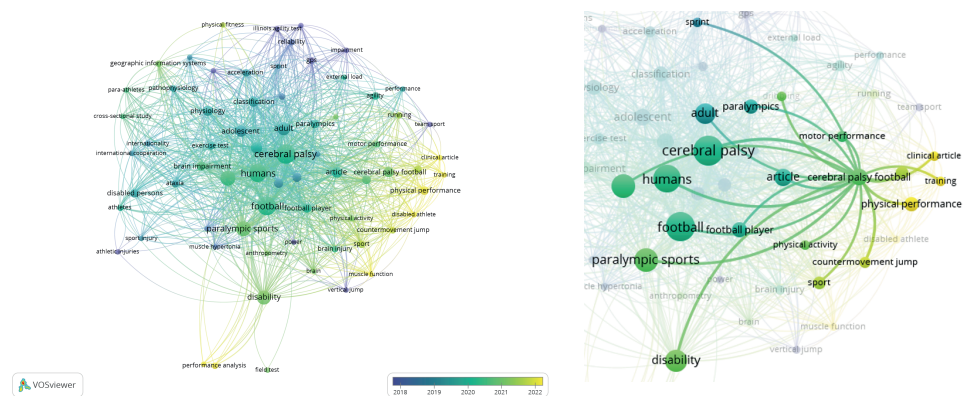 physical fitness
illinois agility test
reliability
impairment
gps
geographic information systems
sprint
acceleration
external load
para-athletes
pathophysiology
performance
agility
classification
physiology
running
cross-sectional study
team sport
adolescent
adult
paralympics
internationality
exercise test
motor performance
international cooperation
cerebral palsy
clinical article
brain impairment
article
cerebral palsy football
training
humans
ataxia
physical performance
disabled persons
athletes
football
football player
disabled athlete
physical activity
paralympic sports
countermovement jump
sport injury
power
sport
athletic injuries
muscle hypertonia
brain injury
anthropometry
brain
muscle function
disability
vertical jump
performance analysis
field test
VOSviewer
2018 2019 2020 2021 2022
sprint
gps
acceleration
external load
performance
agility
classification
running
adult
paralympics
team sport
adolescent
motor performance
cerebral palsy
clinical article
humans
article
cerebral palsy football
training
physical performance
football
football player
disabled athlete
physical activity
paralympic sports
countermovement jump
power
sport
brain injury
anthropometry
brain
muscle function
vertical jump
disability